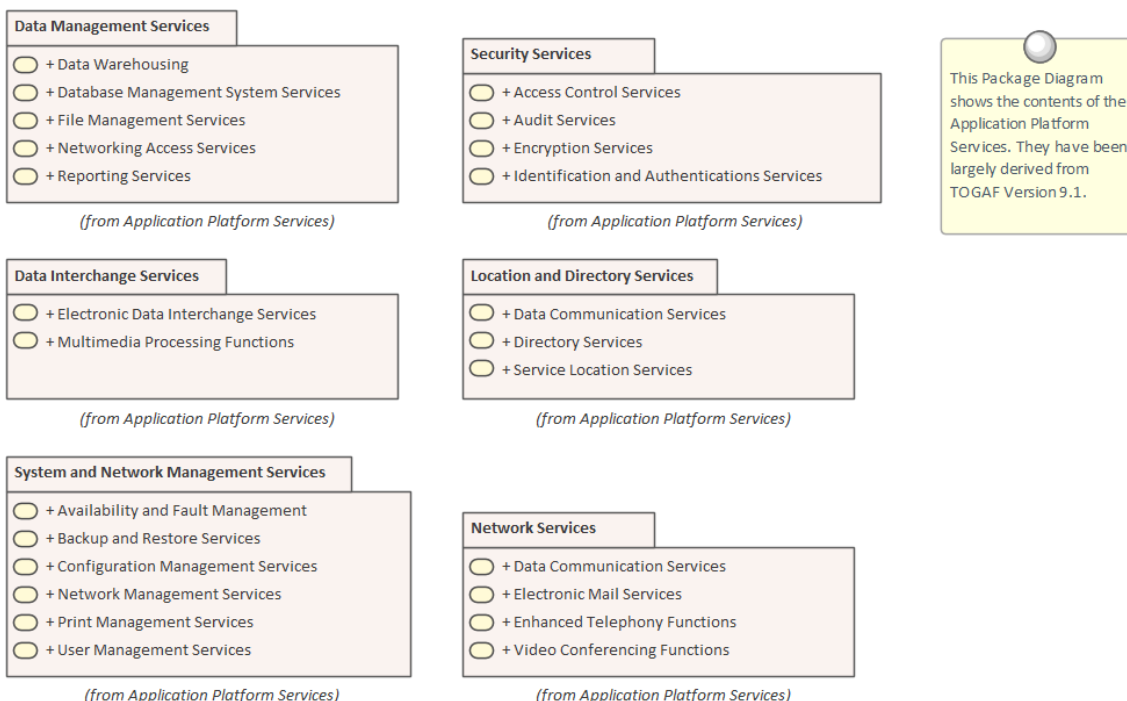 Data Management Services
+ Data Warehousing
+ Database Management System Services
+ File Management Services
+ Networking Access Services
+ Reporting Services
(from Application Platform Services)
Security Services
+ Access Control Services
+ Audit Services
+ Encryption Services
+ Identification and Authentications Services
(from Application Platform Services)
This Package Diagram
shows the contents of the
Application Platform
Services. They have been
largely derived from
TOGAF Version 9.1.
Data Interchange Services
+ Electronic Data Interchange Services
+ Multimedia Processing Functions
(from Application Platform Services)
Location and Directory Services
+ Data Communication Services
+ Directory Services
+ Service Location Services
(from Application Platform Services)
System and Network Management Services
+ Availability and Fault Management
+ Backup and Restore Services
+ Configuration Management Services
+ Network Management Services
+ Print Management Services
+ User Management Services
(from Application Platform Services)
Network Services
+ Data Communication Services
+ Electronic Mail Services
+ Enhanced Telephony Functions
+ Video Conferencing Functions
(from Application Platform Services)